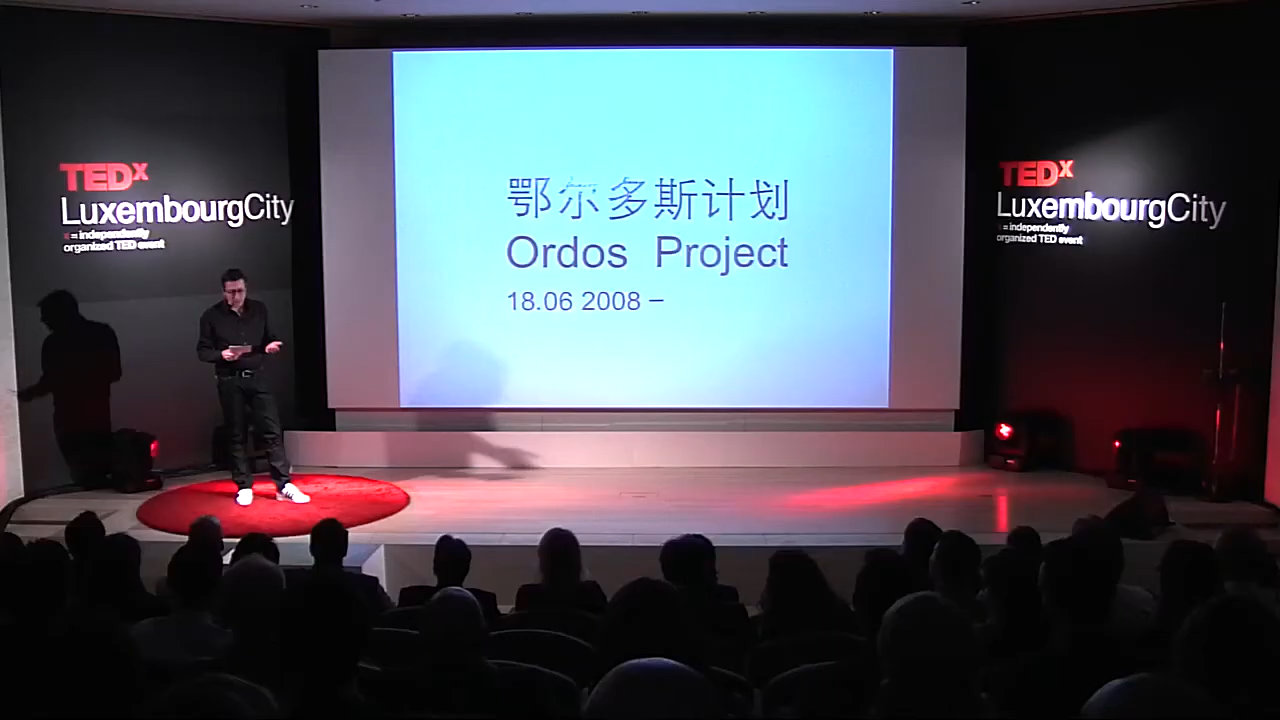 TEDx
LuxembourgCity
x = independently
organized TED event
鄂尔多斯计划
Ordos Project
18.06 2008 –
TEDx
LuxembourgCity
x = independently
organized TED event